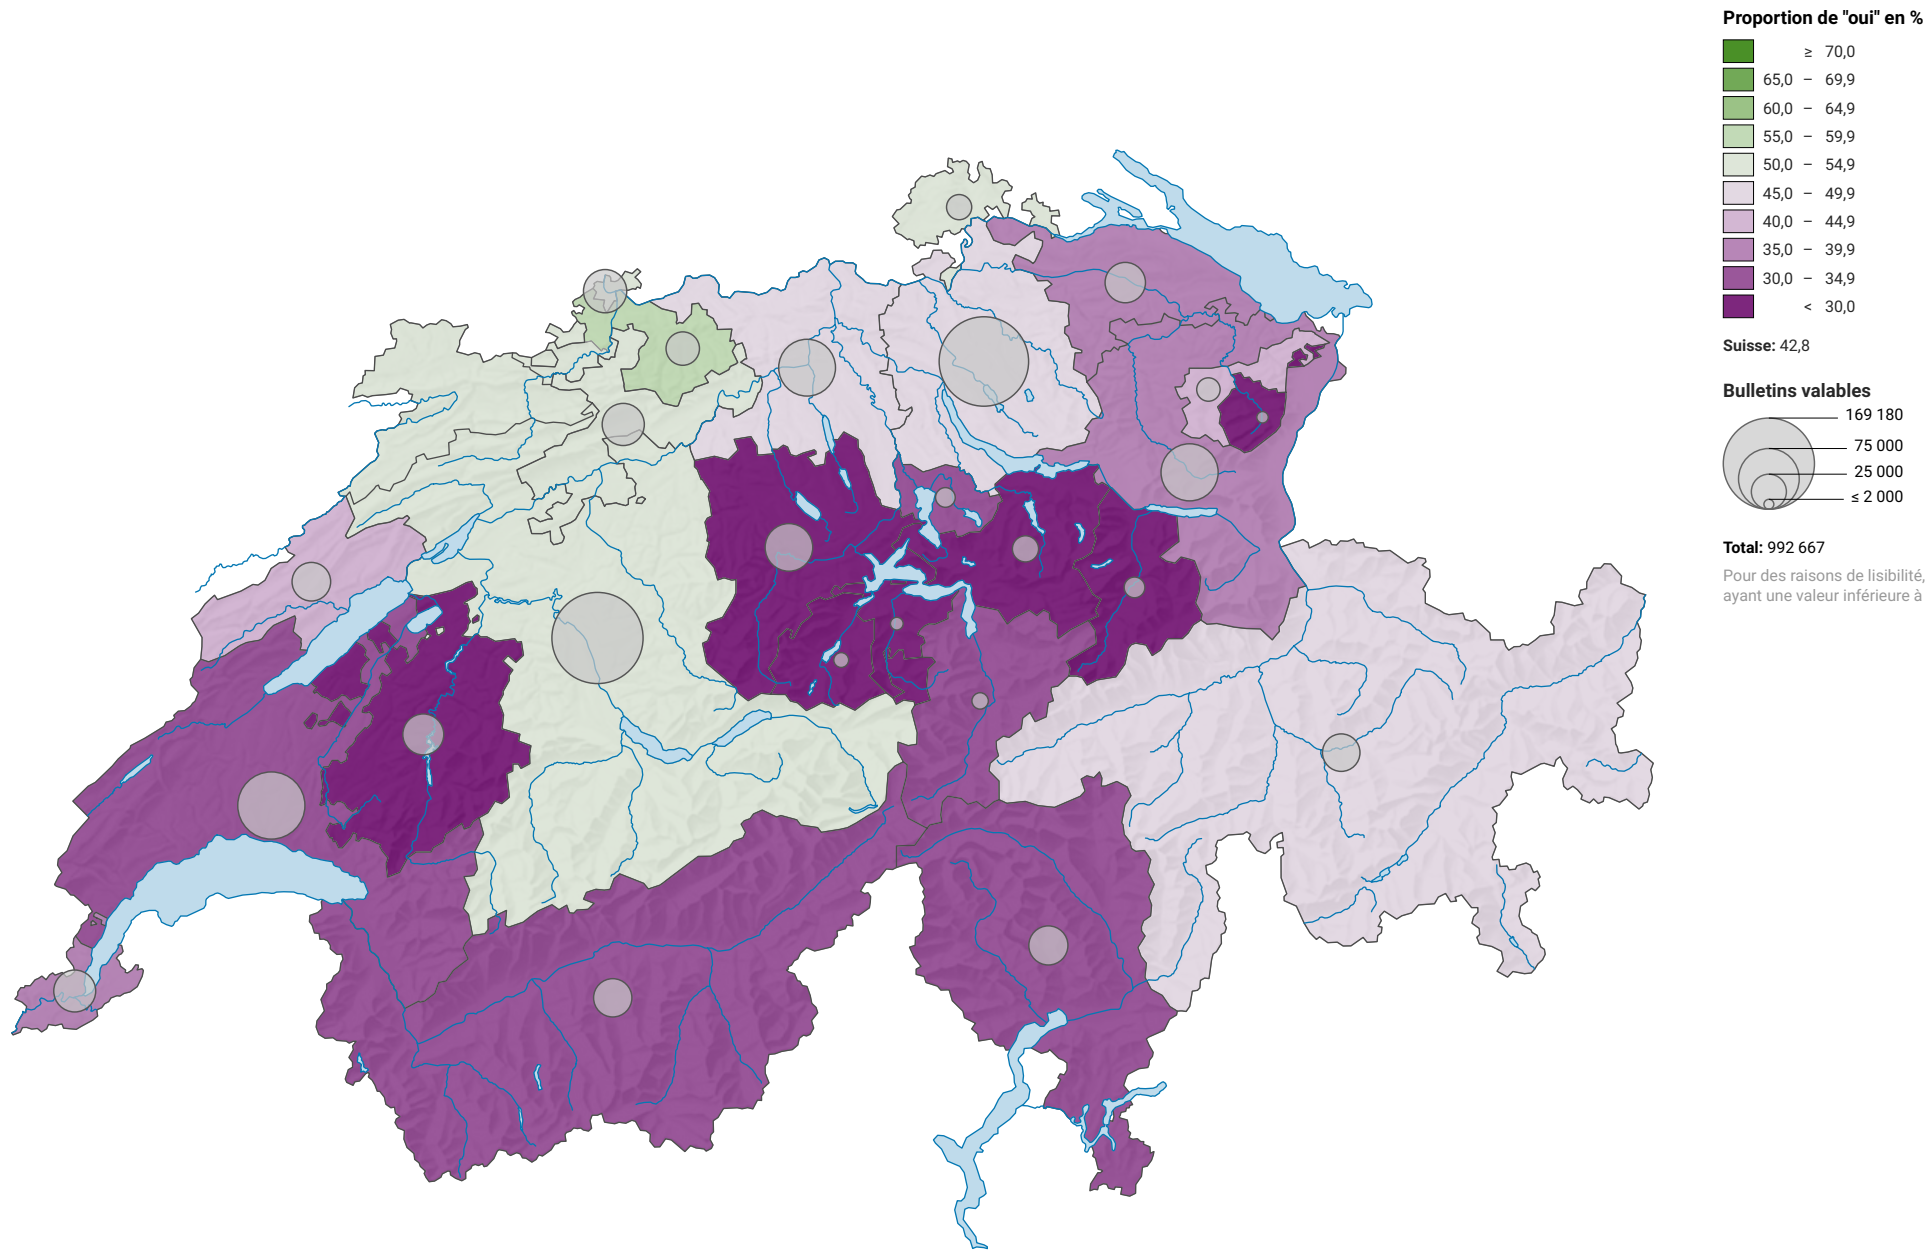 Proportion de "oui" en %
≥ 70,0
65,0 – 69,9
60,0 – 64,9
55,0 – 59,9
50,0 – 54,9
45,0 – 49,9
40,0 – 44,9
35,0 – 39,9
30,0 – 34,9
< 30,0
Suisse: 42,8
Bulletins valables
169 180
75 000
25 000
≤ 2 000
Total: 992 667
Pour des raisons de lisibilité,
ayant une valeur inférieure à